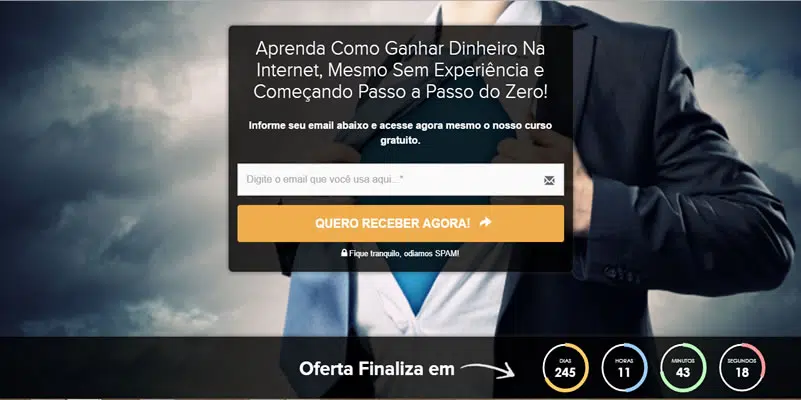 Aprenda Como Ganhar Dinheiro Na
Internet, Mesmo Sem Experiência e
Começando Passo a Passo do Zero!
Informe seu email abaixo e acesse agora mesmo o nosso curso
gratuito.
Digite o email que você usa aqui...*
QUERO RECEBER AGORA!
Fique tranquilo, odiamos SPAM!
Oferta Finaliza em
DIAS
245
HORAS
11
MINUTOS
43
SEGUNDOS
18